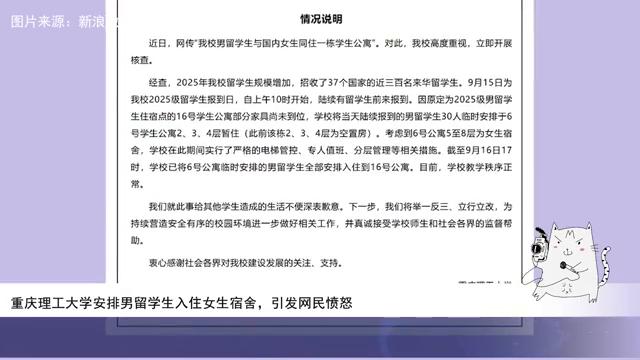 图片来源：新浪
情况说明
近日，网传“我校男留学生与国内女生同住一栋学生公寓”。对此，我校高度重视，立即开展
核查。
经查，2025年我校留学生规模增加，招收了37个国家的近三百名来华留学生。9月15日为
我校2025级留学生报到日，自上午10时开始，陆续有留学生前来报到。因原定为2025级男留学
生住宿点的16号学生公寓部分家具尚未到位，学校将当天陆续报到的男留学生30人临时安排于6
号学生公寓2、3、4层暂住（此前该栋2、3、4层为空置房）。考虑到6号公寓5至8层为女生宿
舍，学校在此期间实行了严格的电梯管控、专人值班、分层管理等相关措施。截至9月16日17
时，学校已将6号公寓临时安排的男留学生全部安排入住到16号公寓。目前，学校教学秩序正
常。
我们就此事给其他学生造成的生活不便深表歉意。下一步，我们将举一反三、立行立改，为
持续营造安全有序的校园环境进一步做好相关工作，并真诚接受学校师生和社会各界的监督帮
助。
衷心感谢社会各界对我校建设发展的关注、支持。
重庆理工大学安排男留学生入住女生宿舍，引发网民愤怒